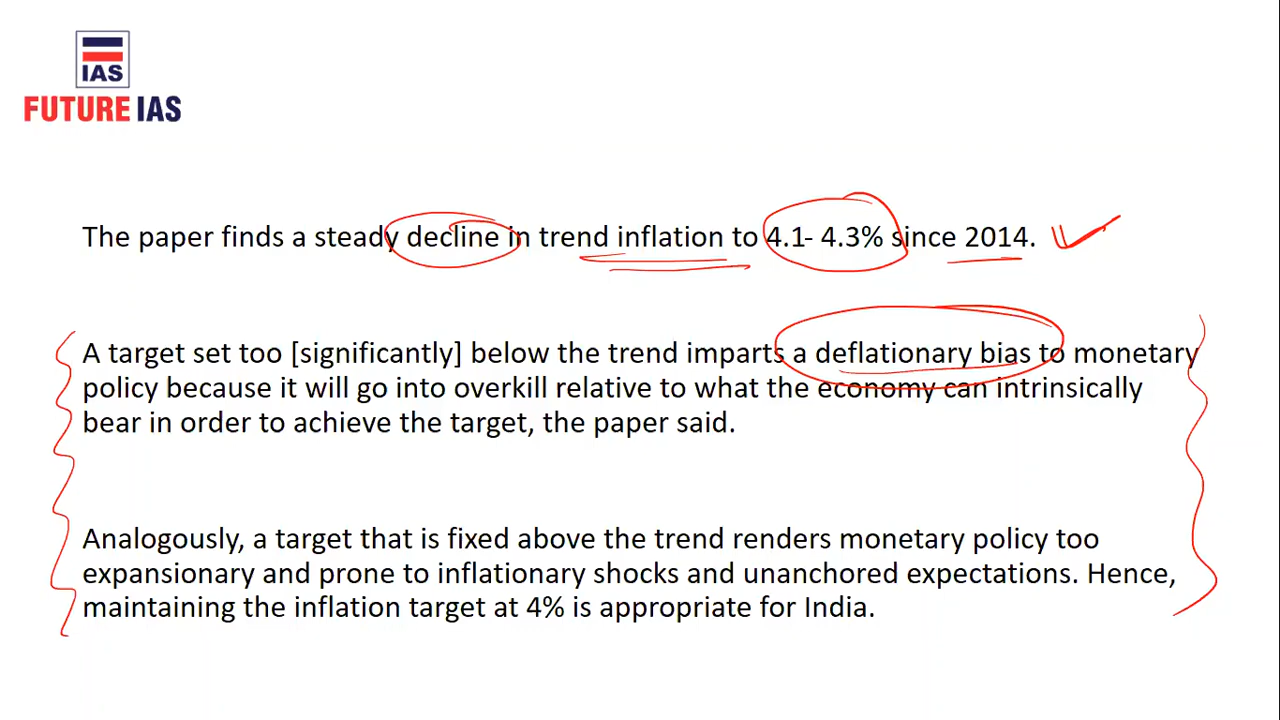 IAS
FUTURE IAS
The paper finds a steady decline in trend inflation to 4.1- 4.3% since 2014.
A target set too [significantly] below the trend imparts a deflationary bias to monetary
policy because it will go into overkill relative to what the economy can intrinsically
bear in order to achieve the target, the paper said.
Analogously, a target that is fixed above the trend renders monetary policy too
expansionary and prone to inflationary shocks and unanchored expectations. Hence,
maintaining the inflation target at 4% is appropriate for India.